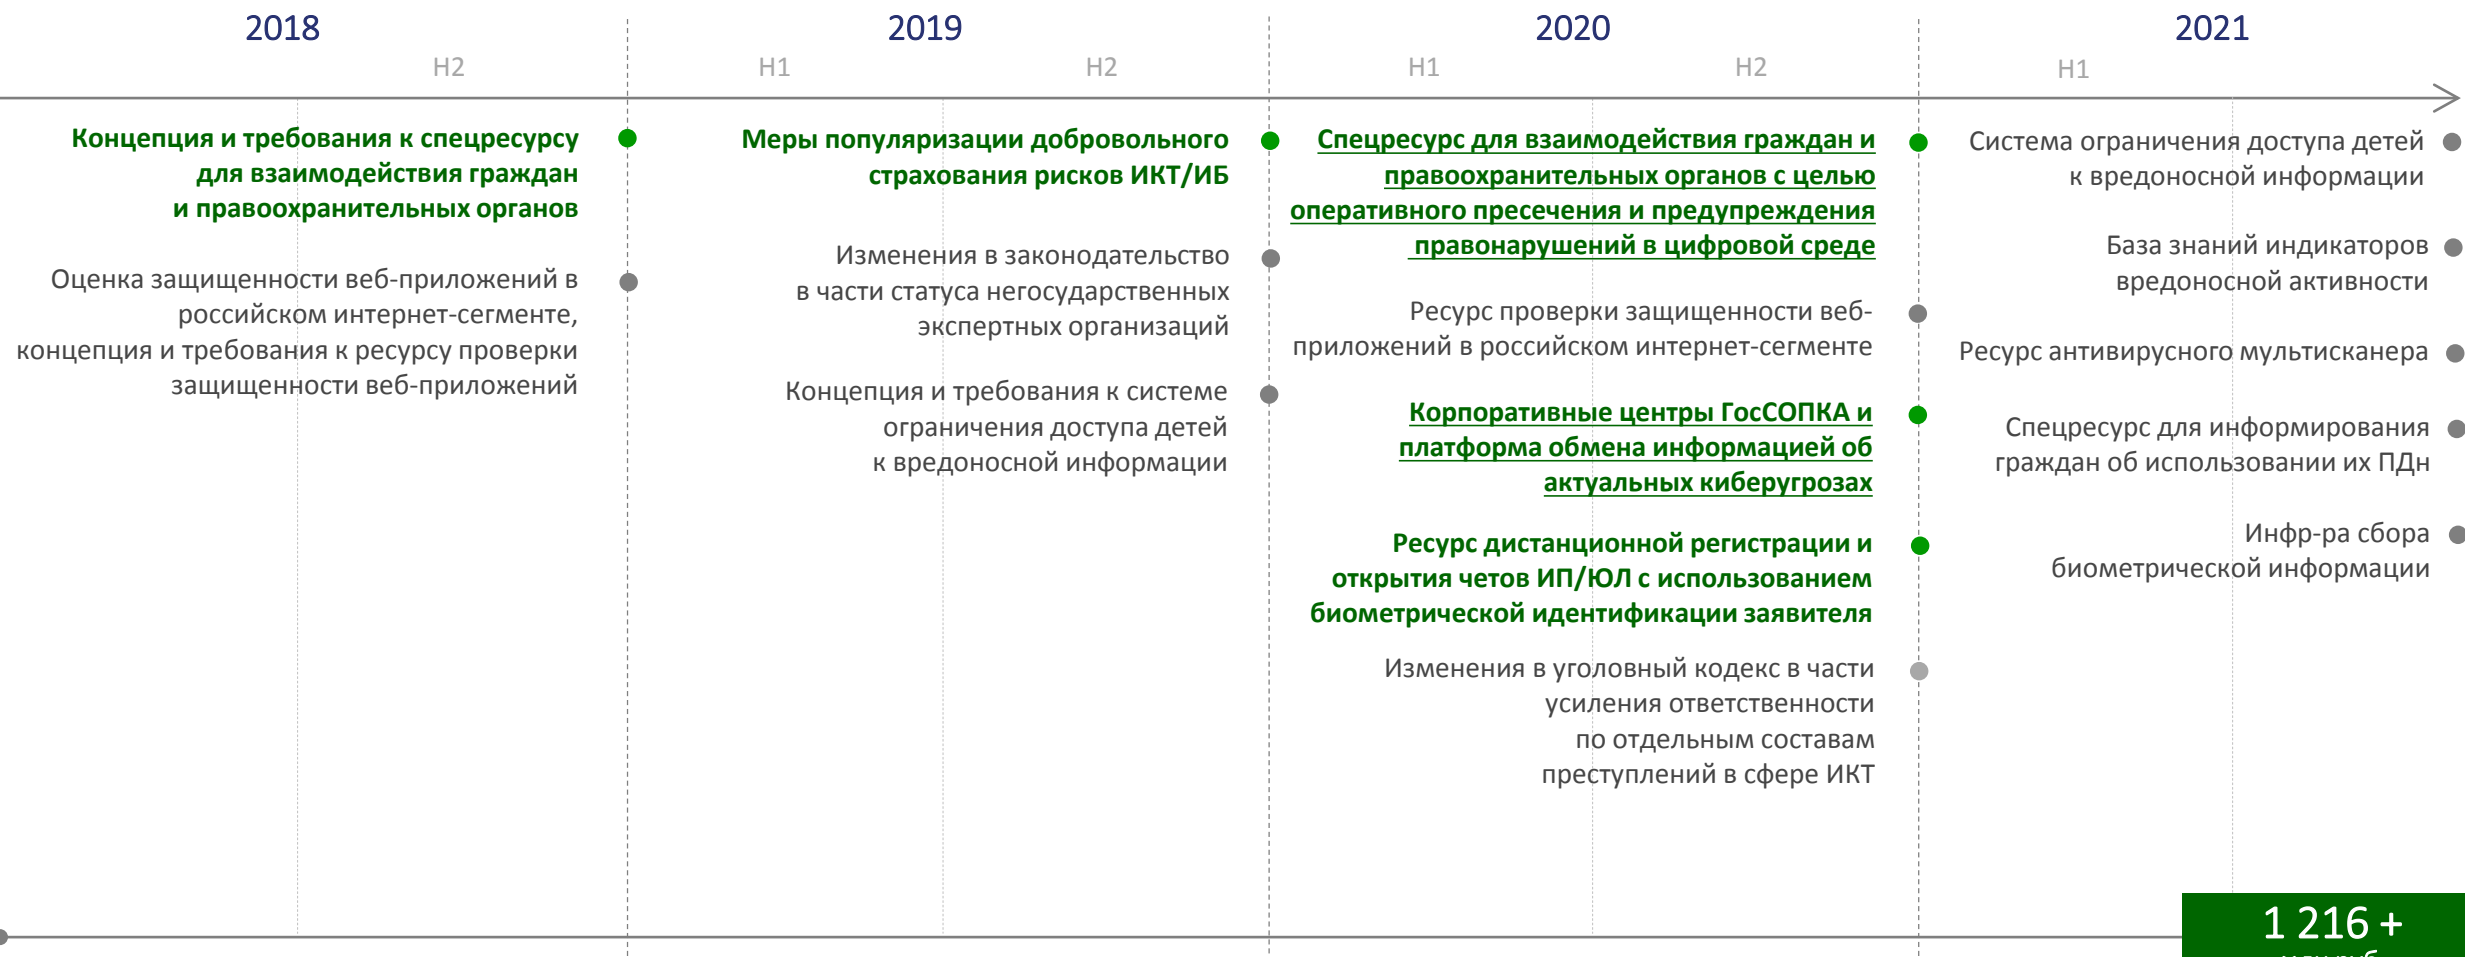 2018
2019
2020
2021
H2
H1
H2
H1
H2
H1
Концепция и требования к спецресурсу
для взаимодействия граждан
и правоохранительных органов
Оценка защищенности веб-приложений в
российском интернет-сегменте,
концепция и требования к ресурсу проверки
защищенности веб-приложений
Меры популяризации добровольного
страхования рисков ИКТ/ИБ
Изменения в законодательство
в части статуса негосударственных
экспертных организаций
Концепция и требования к системе
ограничения доступа детей
к вредоносной информации
Спецресурс для взаимодействия граждан и
правоохранительных органов с целью
оперативного пресечения и предупреждения
правонарушений в цифровой среде
Ресурс проверки защищенности веб-
приложений в российском интернет-сегменте
Корпоративные центры ГосСОПКА и
платформа обмена информацией об
актуальных киберугрозах
Ресурс дистанционной регистрации и
открытия четов ИП/ЮЛ с использованием
биометрической идентификации заявителя
Изменения в уголовный кодекс в части
усиления ответственности
по отдельным составам
преступлений в сфере ИКТ
Система ограничения доступа детей
к вредоносной информации
База знаний индикаторов
вредоносной активности
Ресурс антивирусного мультисканера
Спецресурс для информирования
граждан об использовании их ПДн
Инфр-ра сбора
биометрической информации
1 216 +